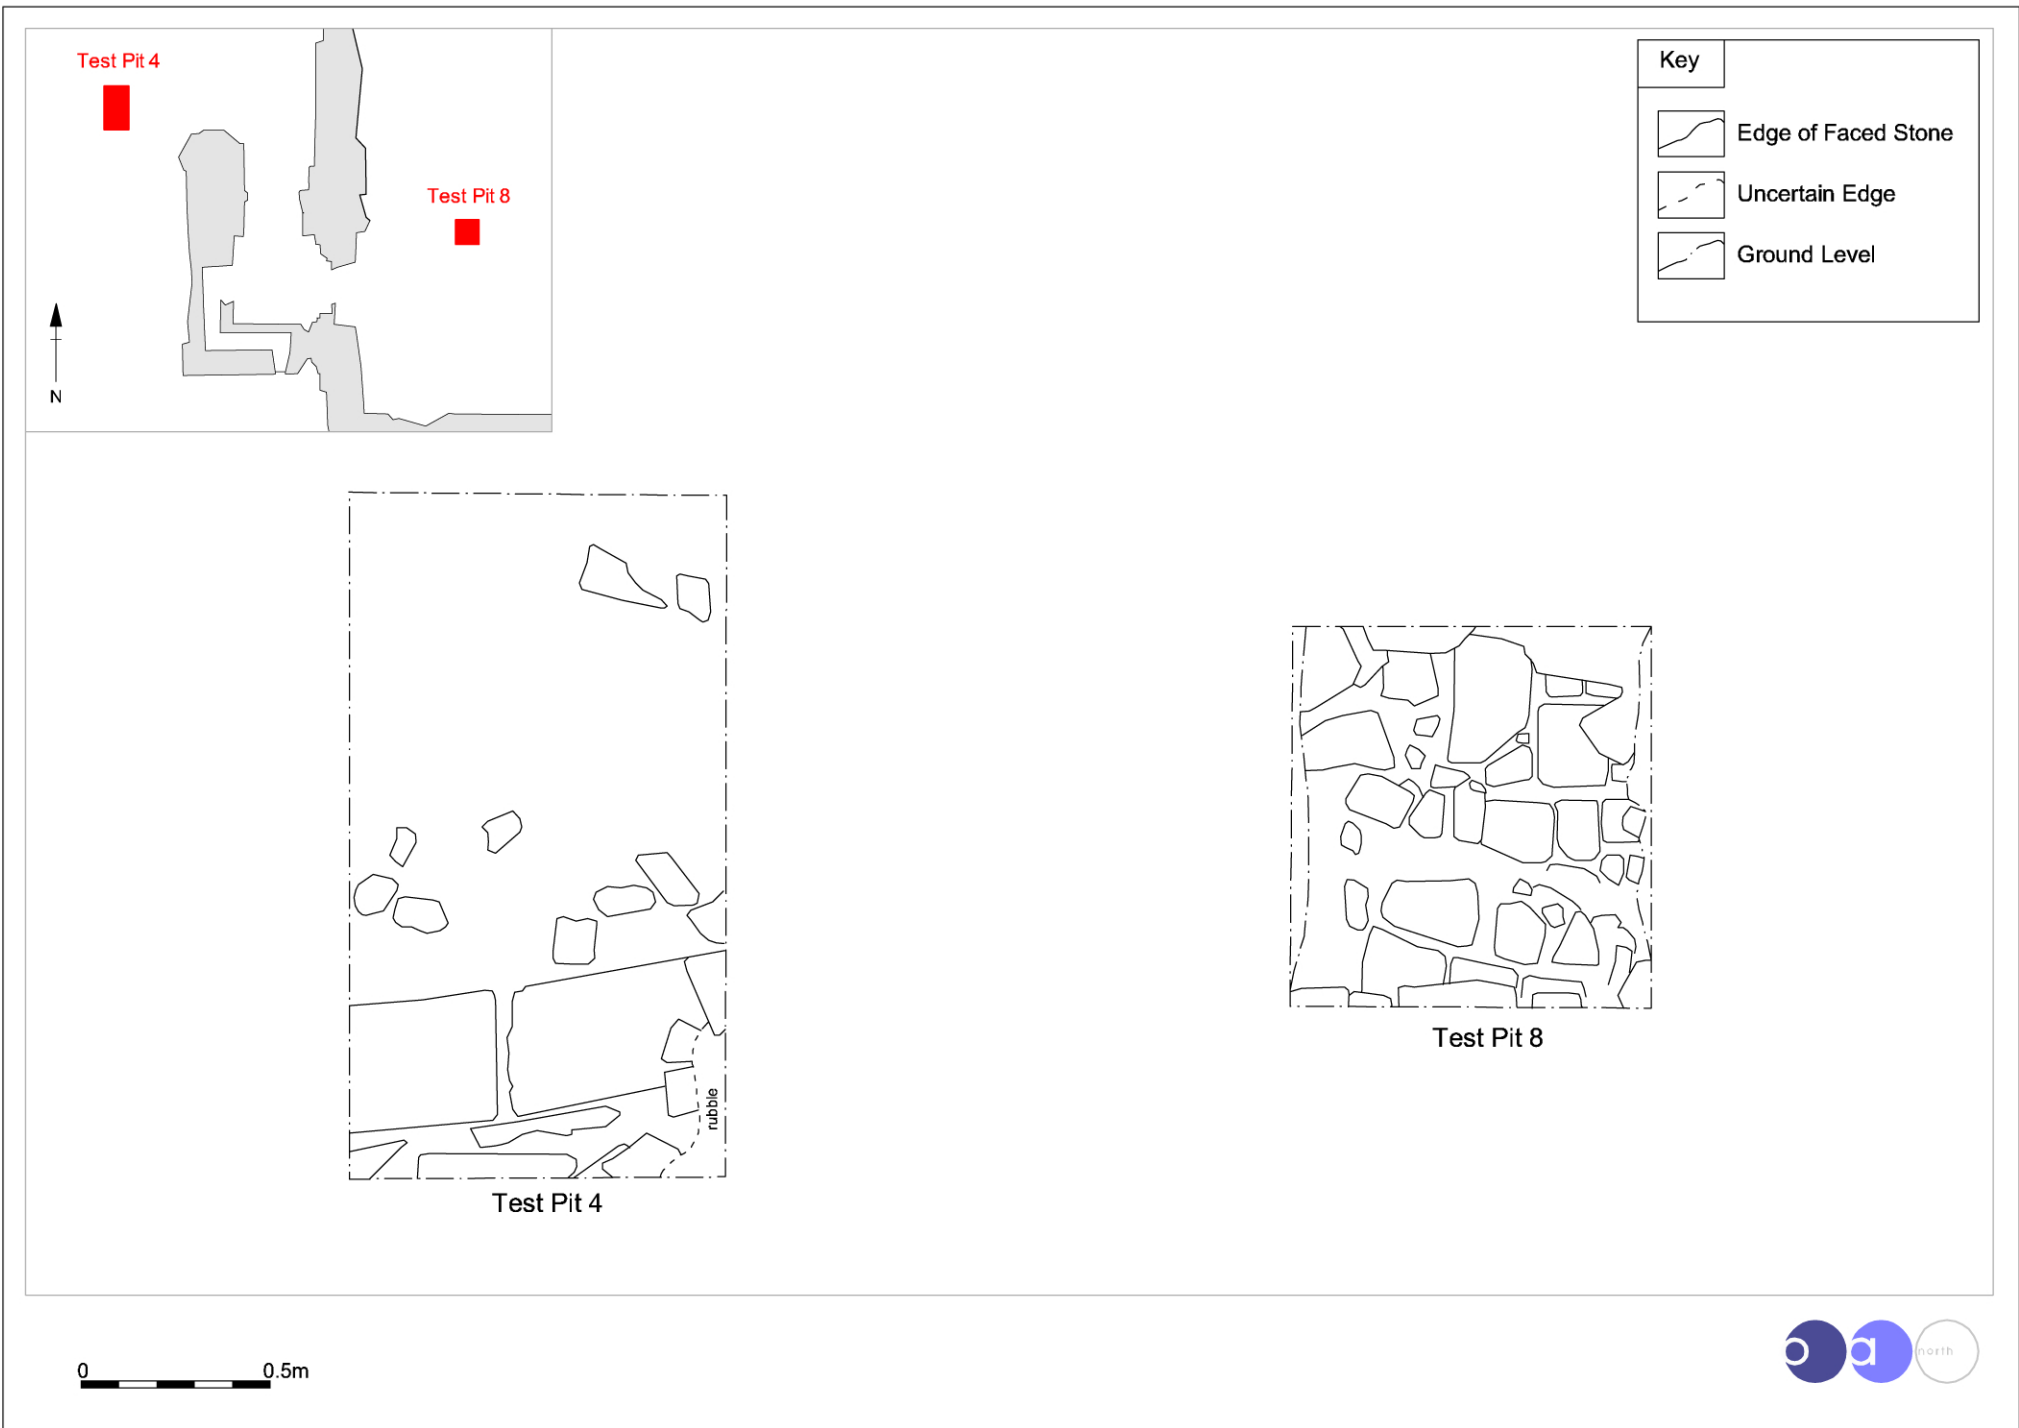 Test Pit 4
Test Pit 8
N
Key
Edge of Faced Stone
Uncertain Edge
Ground Level
rubble
Test Pit 4
Test Pit 8
0 0.5m
oa north